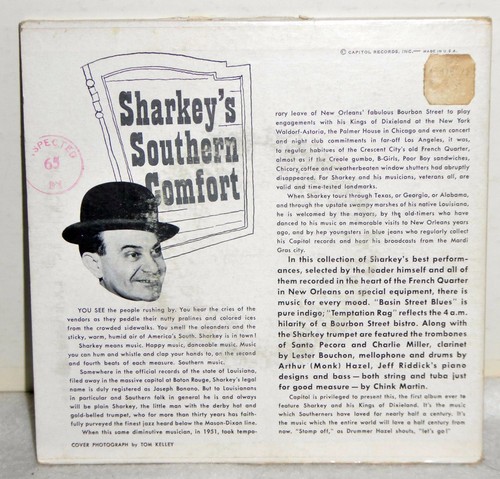 © CAPITOL RECORDS, INC.— MADE IN U.S.A.
Sharkey's
Southern
Comfort
INSPECTED
65
BY
YOU SEE the people rushing by. You hear the cries of the
vendors as they peddle their nutty pralines and colored ices
from the crowded sidewalks. You smell the oleanders and the
sticky, warm, humid air of America's South. Sharkey is in town!
Sharkey means music. Happy music, danceable music. Music
you can hum and whistle and clap your hands to, on the second
and fourth beats of each measure. Southern music.
Somewhere in the official records of the state of Louisiana,
filed away in the massive capitol at Baton Rouge, Sharkey's legal
name is duly registered as Joseph Bonano. But to Louisianans
in particular and Southern folk in general he is and always
will be plain Sharkey, the little man with the derby hat and
gold-belled trumpet, who for more than thirty years has faith-
fully purveyed the finest jazz heard below the Mason-Dixon line.
When this same diminutive musician, in 1951, took tempo-
COVER PHOTOGRAPH by TOM KELLEY
rary leave of New Orleans' fabulous Bourbon Street to play
engagements with his Kings of Dixieland at the New York
Waldorf-Astoria, the Palmer House in Chicago and even concert
and night club commitments in far-off Los Angeles, it was,
to regular habitues of the Crescent City's old French Quarter,
almost as if the Creole gumbo, B-Girls, Poor Boy sandwiches,
Chicory coffee and weatherbeaten window shutters had abruptly
disappeared. For Sharkey and his musicians, veterans all, are
valid and time-tested landmarks.
When Sharkey tours through Texas, or Georgia, or Alabama,
and through the upstate swampy marshes of his native Louisiana,
he is welcomed by the mayors, by the old-timers who have
danced to his music on memorable visits to New Orleans years
ago, and by hep youngsters in blue jeans who regularly collect
his Capitol records and hear his broadcasts from the Mardi
Gras city.
In this collection of Sharkey's best perform-
ances, selected by the leader himself and all of
them recorded in the heart of the French Quarter
in New Orleans on special equipment, there is
music for every mood. "Basin Street Blues" is
pure indigo; "Temptation Rag" reflects the 4 a.m.
hilarity of a Bourbon Street bistro. Along with
the Sharkey trumpet are featured the trombones
of Santo Pecora and Charlie Miller, clarinet
by Lester Bouchon, mellophone and drums by
Arthur (Monk) Hazel, Jeff Riddick's piano
designs and bass — both string and tuba just
for good measure — by Chink Martin.
Capitol is privileged to present this, the first album ever to
feature Sharkey and his Kings of Dixieland. It's the music
which Southerners have loved for nearly half a century. It's
the music which the entire world will love a half century from
now. "Stomp off," as Drummer Hazel shouts, "let's go!"